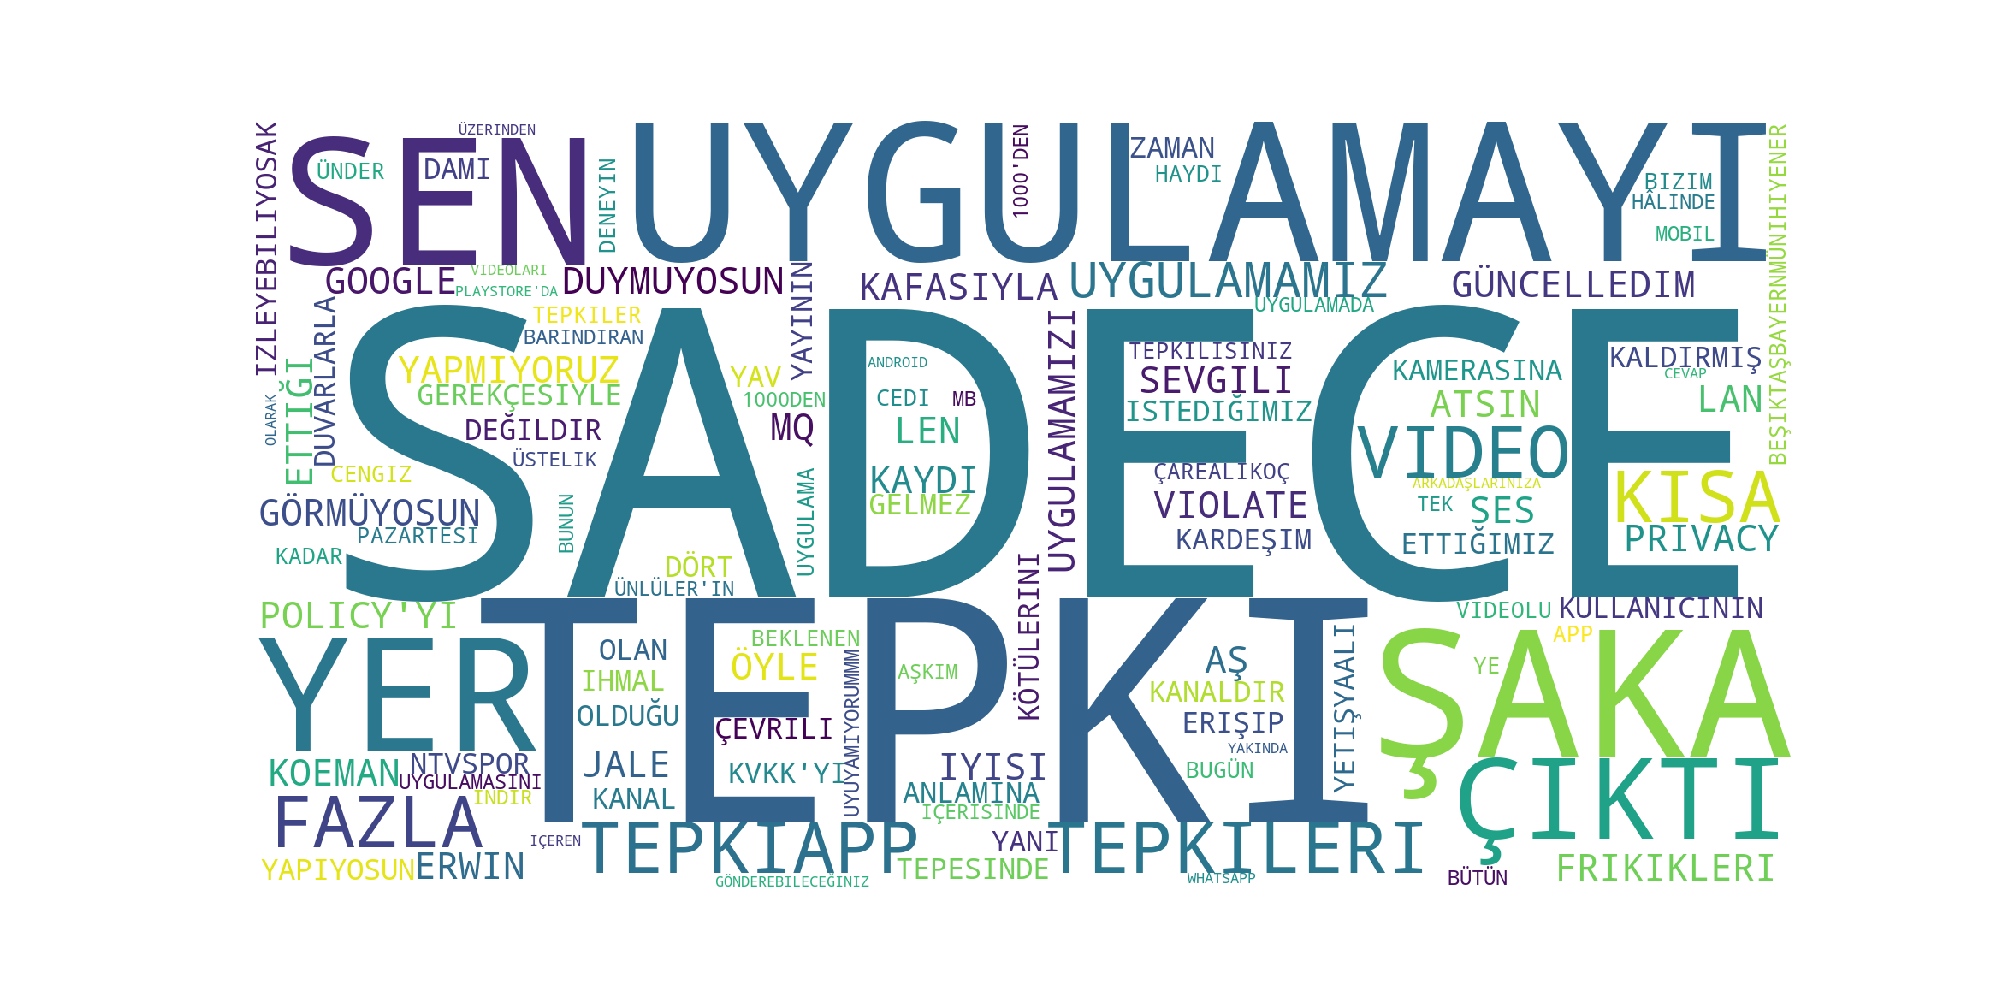 ÜZERINDEN
SEN
UYGULAMAYI
ÜNDER
DAMI
DENEYIN
1000'DEN
ZAMAN
HAYDI
BIZIM
HÂLINDE
MOBIL
IZLEYEBILIYOSAK
BEŞIKTAŞBAYERNMÜNIHIYENER
GOOGLE
VIDEOLARI
PLAYSTORE'DA
DUYMUYOSUN
YAYININ
KAFASIYLA
UYGULAMAMIZ
UYGULAMADA
GÜNCELLEDIM
DUVARLARLA
TEPKILER
BARINDIRAN
SADECE
UYGULAMAMIZI
TEPKILISINIZ
KALDIRMIŞ
CEVAP
ETTIĞI
YAPMIYORUZ
GEREKÇESIYLE
YAV
1000DEN
ANDROID
CEDI
MB
SEVGILI
ISTEDIĞIMIZ
KAMERASINA
ATSIN
LAN
OLARAK
DEĞILDIR
ÜSTELIK
MQ
LEN
VIDEO
CENGIZ
UYGULAMA
KAYDI
GELMEZ
ÇAREALIKOÇ
VIOLATE
ARKADAŞLARINIZA
TEK
SES
KISA
GÖRMÜYOSUN
PAZARTESI
BUNUN
KARDEŞIM
ETTIĞIMIZ
PRIVACY
KADAR
DÖRT
ÜNLÜLER'IN
KÖTÜLERINI
POLICY'YI
TEPKI
VIDEOLU
KULLANICININ
YER
OLAN
IHMAL
OLDUĞU
BEKLENEN
ÖYLE
ÇEVRILI
UYUYAMIYORUMMM
AŞKIM
AŞ
KANALDIR
ERIŞIP
YAKINDA
YETIŞYAALI
APP
YE
ŞAKA
KOEMAN
NTVSPOR
UYGULAMASINI
INDIR
JALE
KANAL
KVKK'YI
IYISI
ANLAMINA
IÇERISINDE
BUGÜN
ÇIKTI
FAZLA
IÇEREN
TEPKIAPP
YANI
TEPKILERI
YAPIYOSUN
ERWIN
GÖNDEREBILECEĞINIZ
TEPESINDE
WHATSAPP
BÜTÜN
FRIKIKLERI